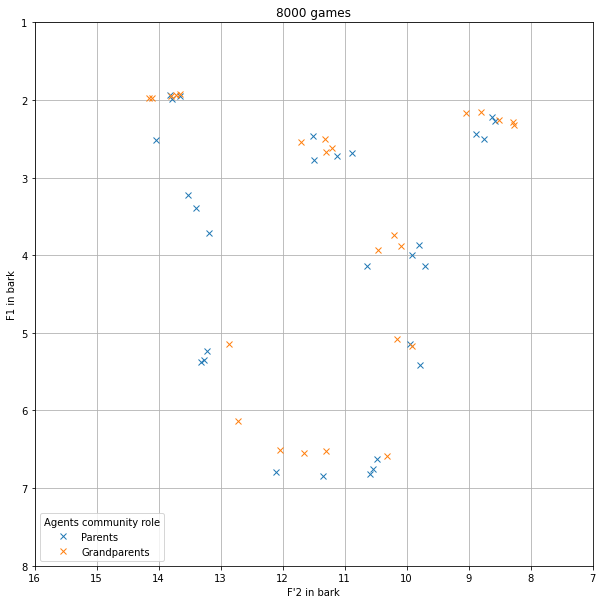 8000 games
1
2
3
4
5
6
7
8
F1 in bark
Agents community role
Parents
Grandparents
16 15 14 13 12 11 10 9 8 7
F'2 in bark